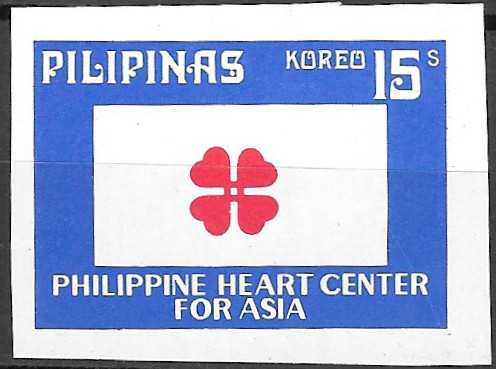 PILIPINAS KOREO 15s
PHILIPPINE HEART CENTER
FOR ASIA